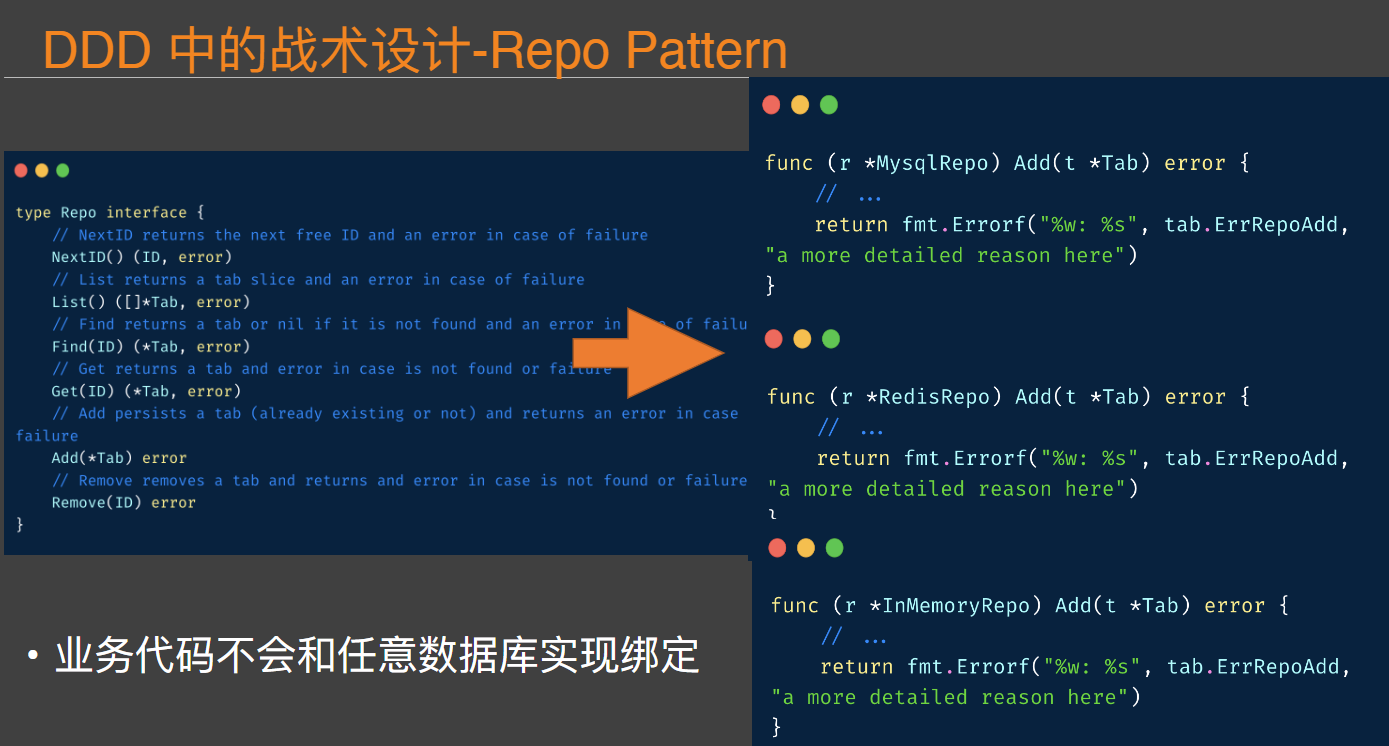 DDD 中的战术设计-Repo Pattern
type Repo interface {
// NextID returns the next free ID and an error in case of failure
NextID() (ID, error)
// List returns a tab slice and an error in case of failure
List() ([]*Tab, error)
// Find returns a tab or nil if it is not found and an error in of failu
Find(ID) (*Tab, error)
// Get returns a tab and error in case is not found or failure
Get(ID) (*Tab, error)
// Add persists a tab (already existing or not) and returns an error in case
failure
Add(*Tab) error
// Remove removes a tab and returns and error in case is not found or failure
Remove(ID) error
}
func (r *MysqlRepo) Add(t *Tab) error {
// ...
return fmt.Errorf("%w: %s", tab.ErrRepoAdd,
"a more detailed reason here")
}
func (r *RedisRepo) Add(t *Tab) error {
// ...
return fmt.Errorf("%w: %s", tab.ErrRepoAdd,
"a more detailed reason here")
}
func (r *InMemoryRepo) Add(t *Tab) error {
// ...
return fmt.Errorf("%w: %s", tab.ErrRepoAdd,
"a more detailed reason here")
}
• 业务代码不会和任意数据库实现绑定